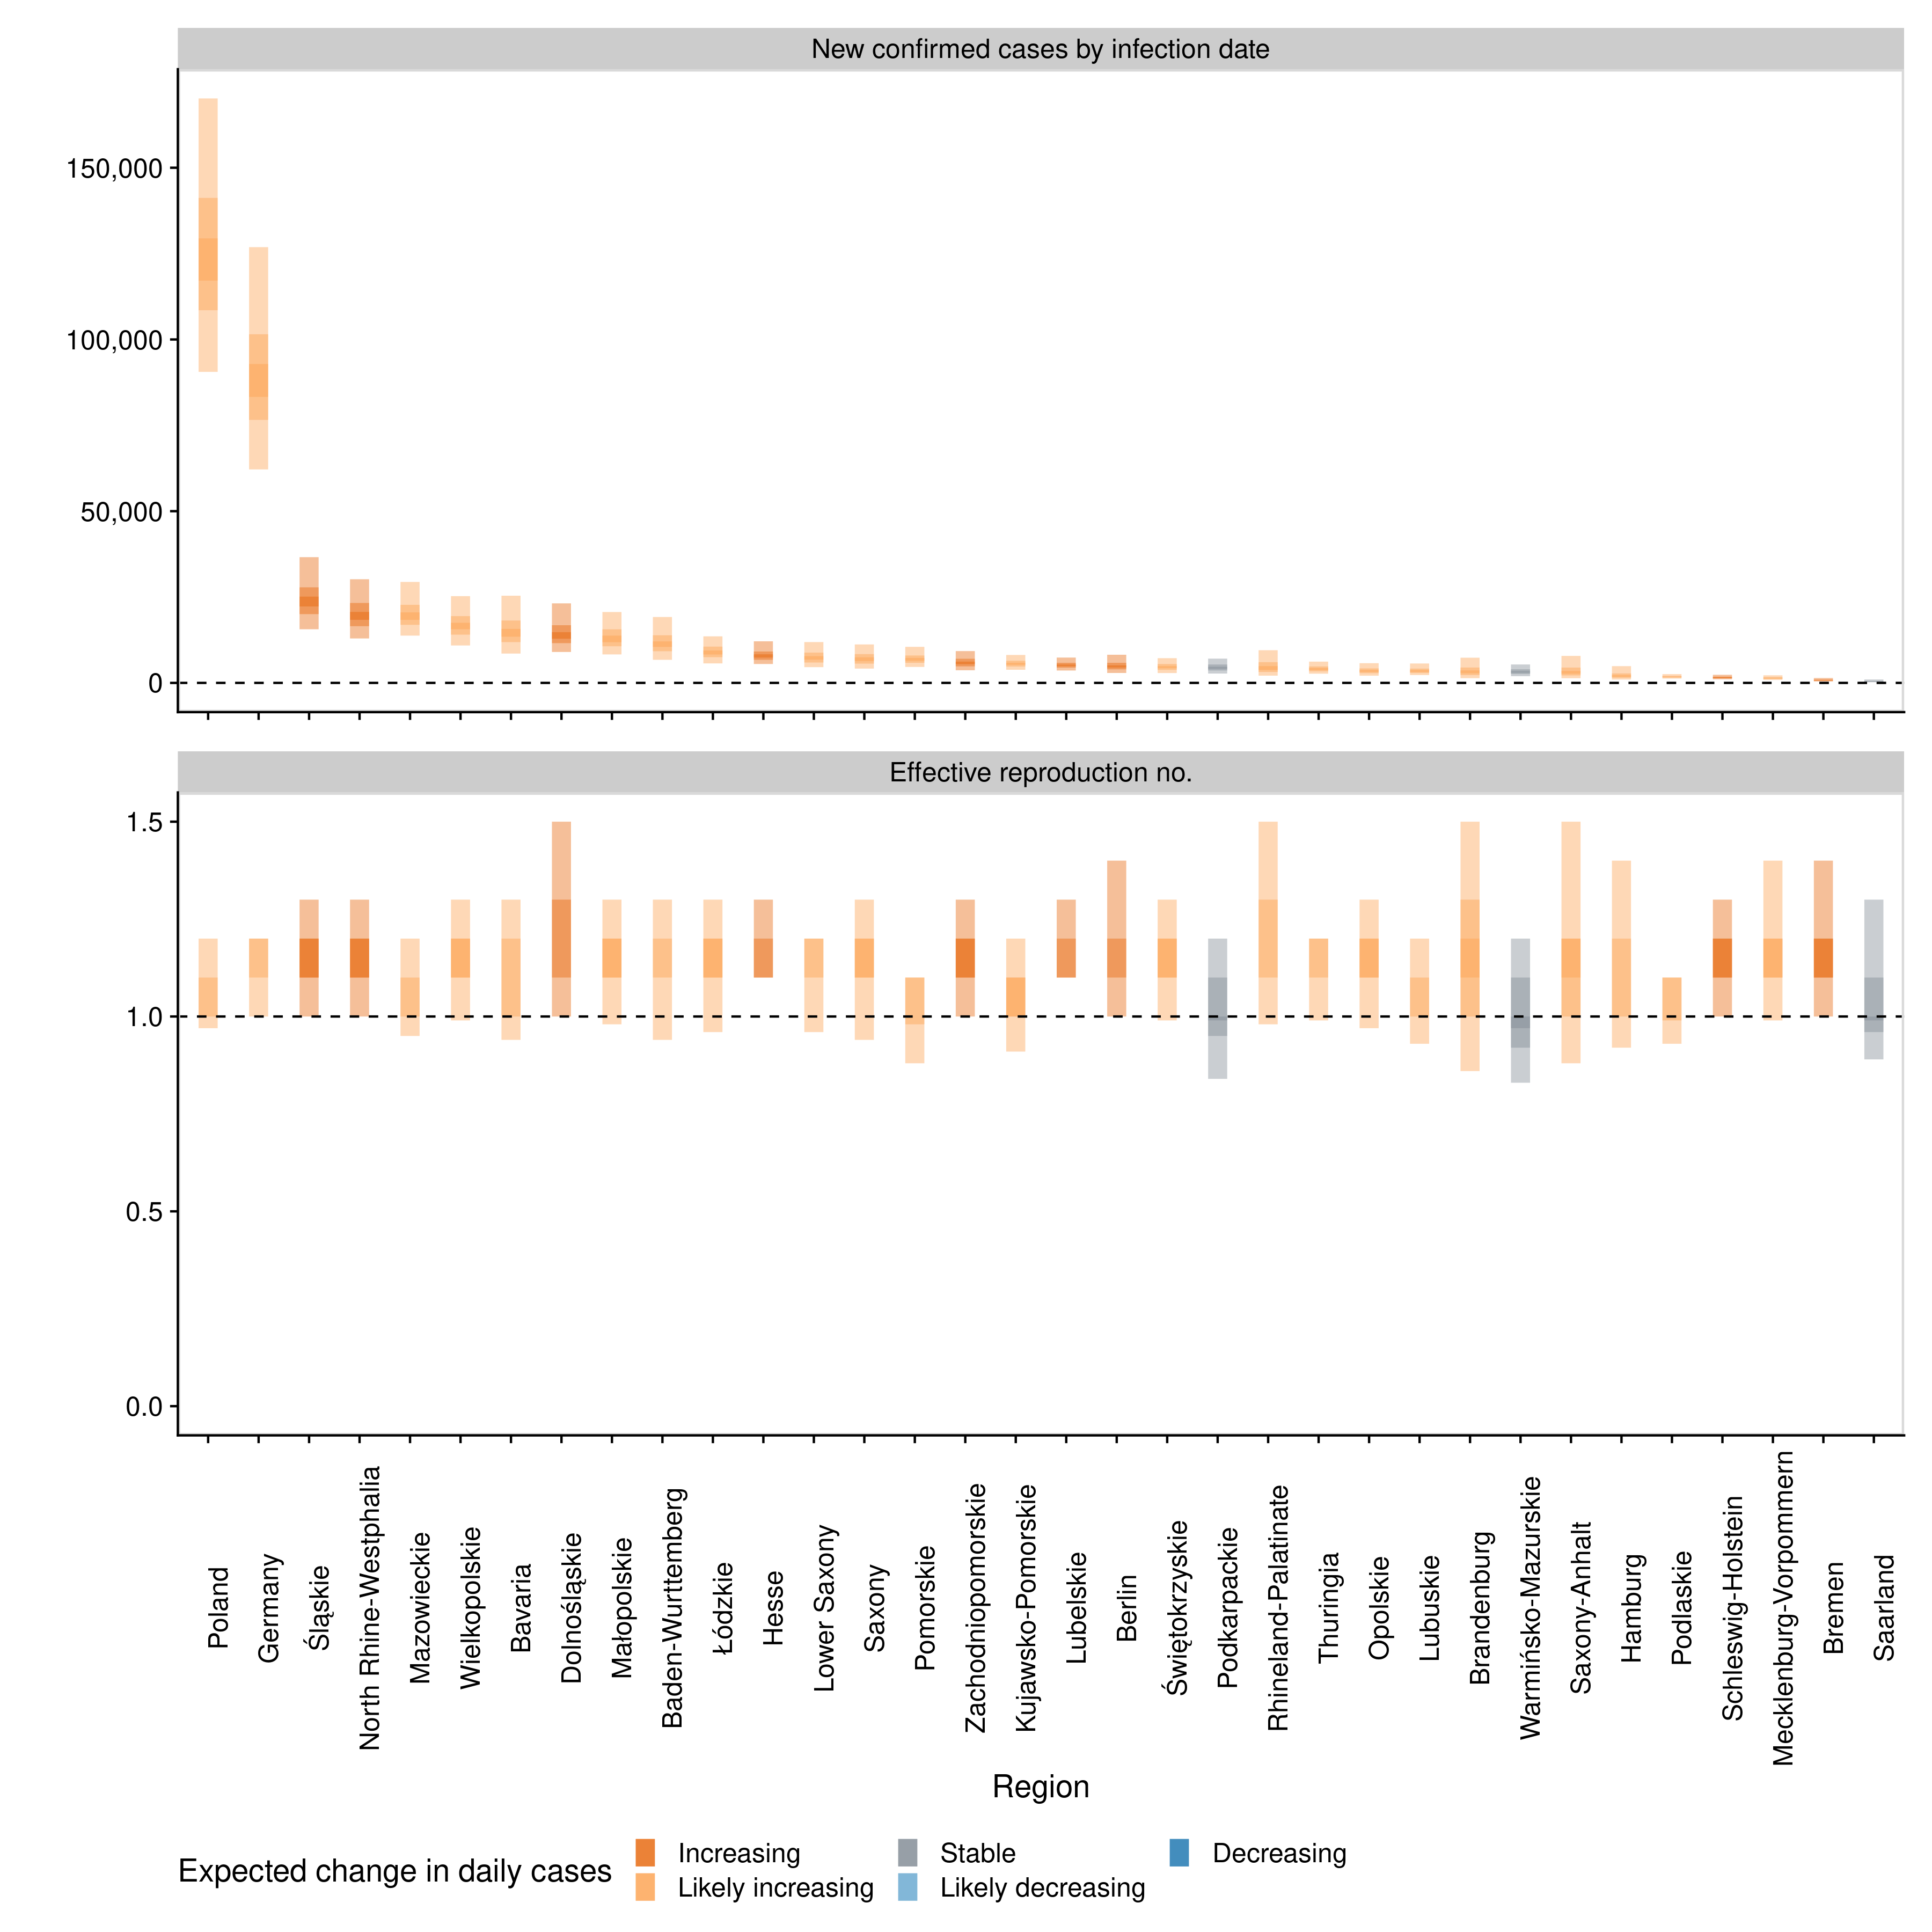 New confirmed cases by infection date
150,000
100,000
50,000
0
Effective reproduction no.
1.5
1.0
0.5
0.0
Poland
Germany
Śląskie
North Rhine-Westphalia
Mazowieckie
Wielkopolskie
Bavaria
Dolnośląskie
Małopolskie
Baden-Wurttemberg
Łódzkie
Hesse
Lower Saxony
Saxony
Pomorskie
Zachodniopomorskie
Kujawsko-Pomorskie
Lubelskie
Berlin
Świętokrzyskie
Podkarpackie
Rhineland-Palatinate
Thuringia
Opolskie
Lubuskie
Brandenburg
Warmińsko-Mazurskie
Saxony-Anhalt
Hamburg
Podlaskie
Schleswig-Holstein
Mecklenburg-Vorpommern
Bremen
Saarland
Region
Expected change in daily cases
Increasing
Likely increasing
Stable
Likely decreasing
Decreasing